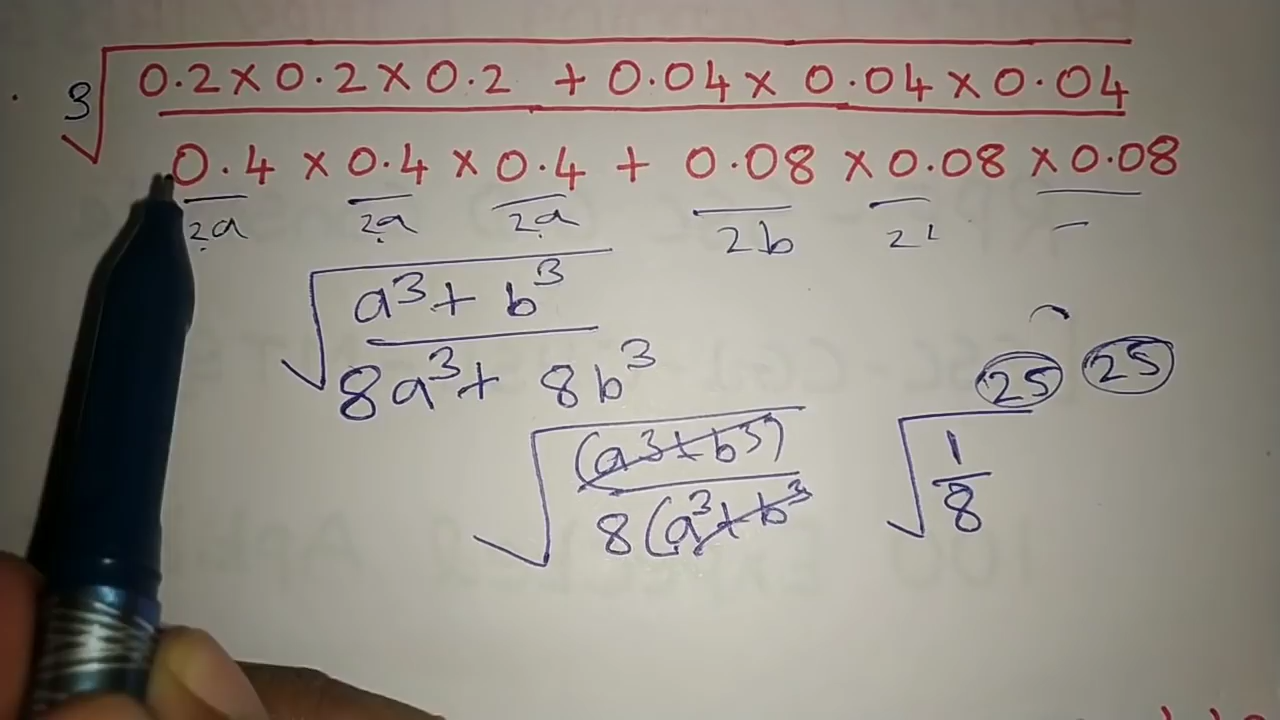 3√ 0.2 × 0.2 × 0.2 + 0.04 × 0.04 × 0.04
0.4 × 0.4 × 0.4 + 0.08 × 0.08 × 0.08
2a 2a 2a 2b 2
√ a³ + b³
8a³ + 8b³
25 25
√ (a³ + b³)
8 (a³ + b³
√ 1
8